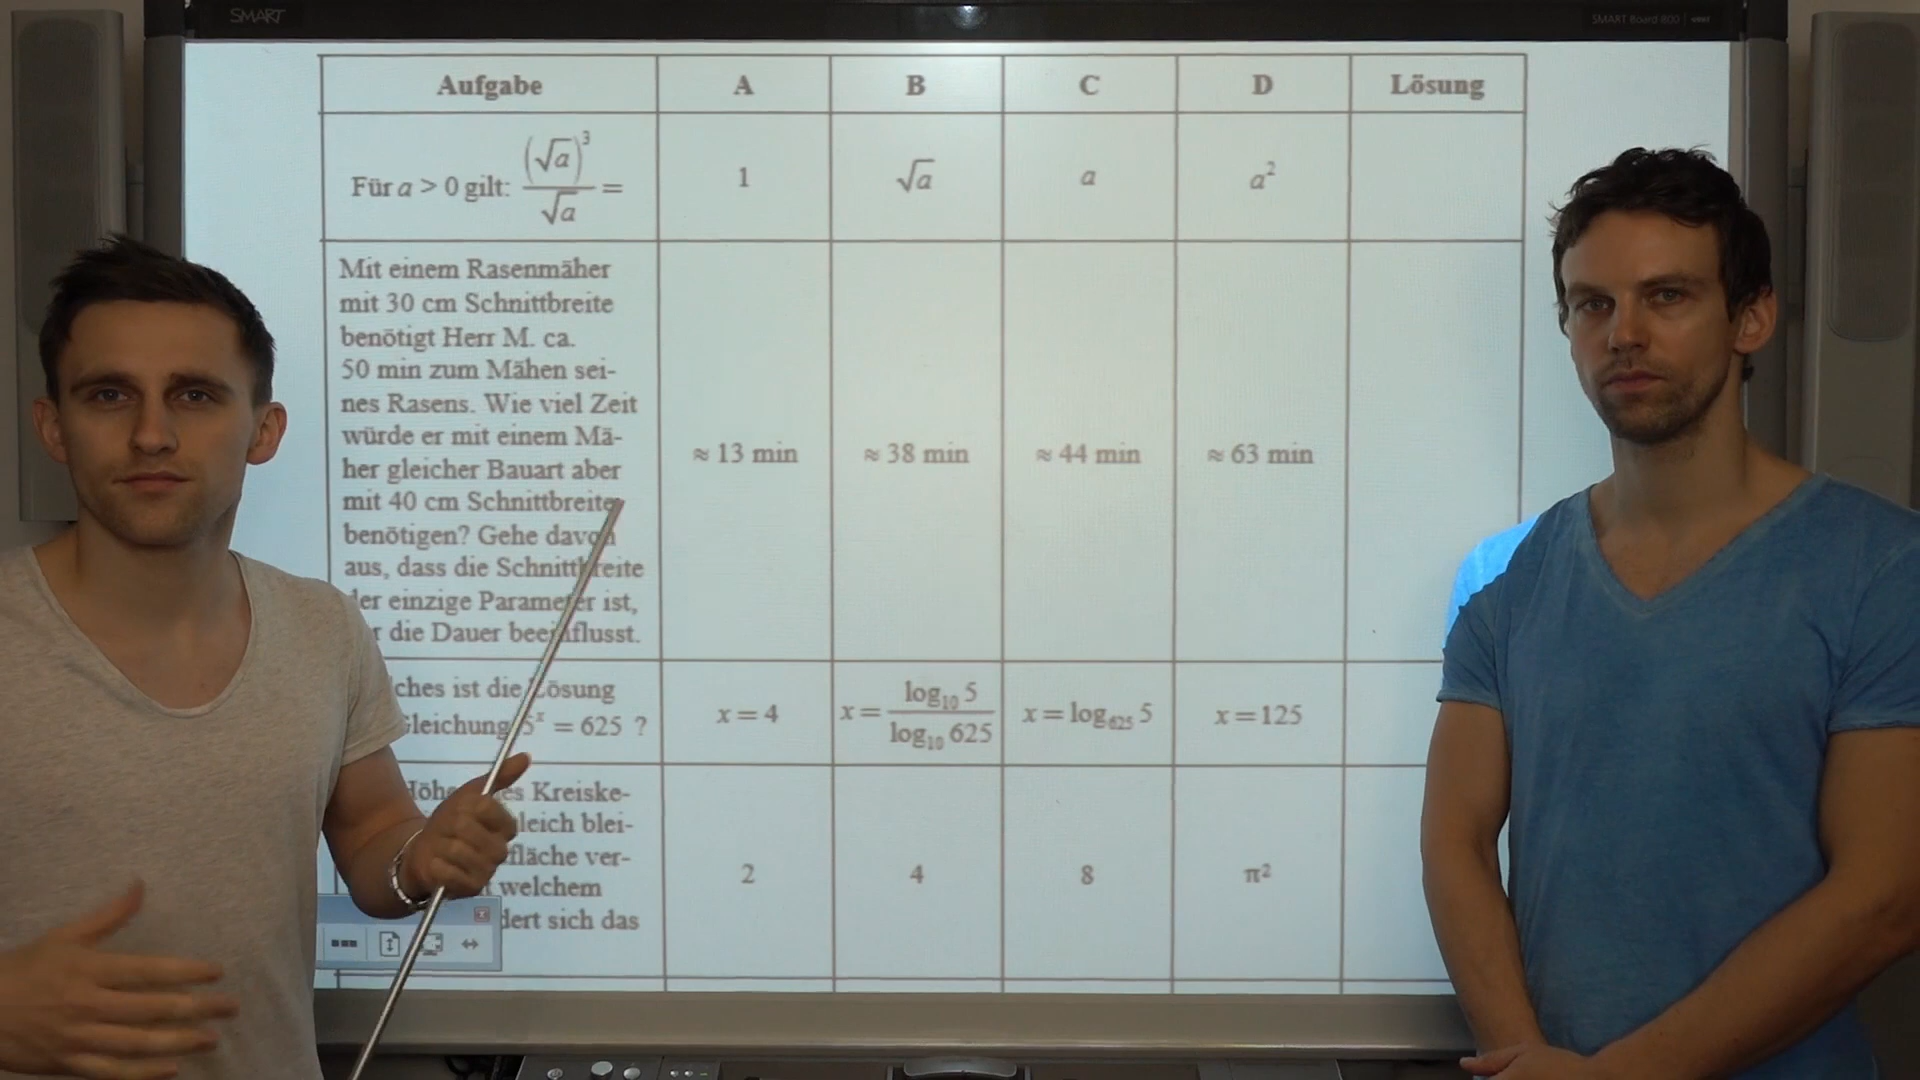 SMART
SMART Board 800
Aufgabe A B C D Lösung
Für a > 0 gilt: (√a)³/√a = 1 √a a a²
Mit einem Rasenmäher
mit 30 cm Schnittbreite
benötigt Herr M. ca.
50 min zum Mähen sei-
nes Rasens. Wie viel Zeit
würde er mit einem Mä-
her gleicher Bauart aber
mit 40 cm Schnittbreite
benötigen? Gehe davon
aus, dass die Schnittbreite
der einzige Parameter ist,
die Dauer beeinflusst.
≈ 13 min ≈ 38 min ≈ 44 min ≈ 63 min
ches ist die Lösung
Gleichung 5ˣ = 625 ?
x = 4 x = log₁₀ 5 / log₁₀ 625 x = log₆₂₅ 5 x = 125
Kreiske-
leich blei-
fläche ver-
welchem
dert sich das
2 4 8 π²